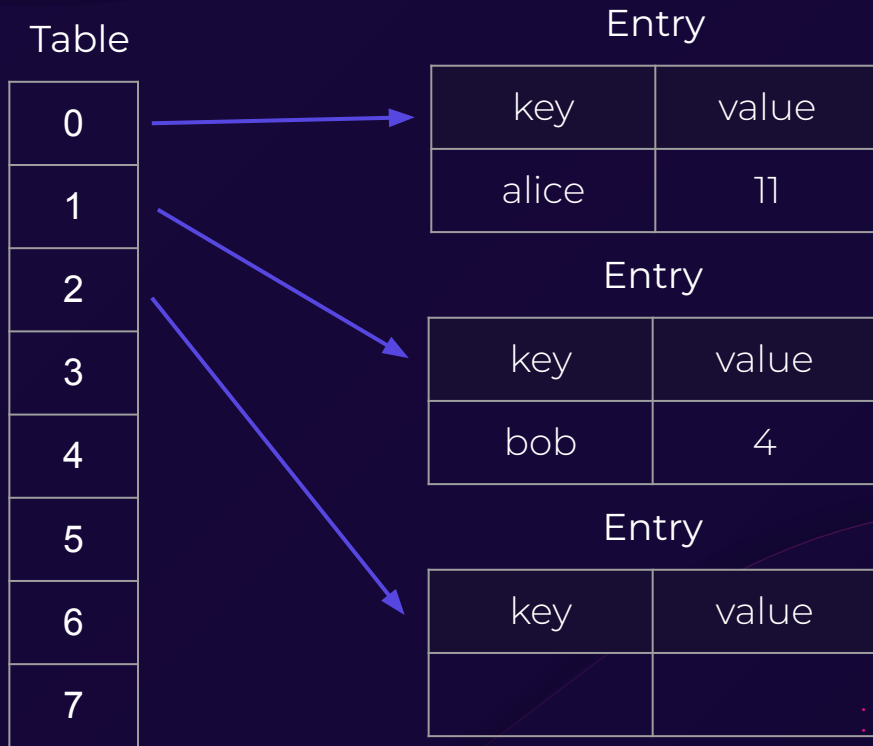 Table
0
1
2
3
4
5
6
7
Entry
key value
alice 11
Entry
key value
bob 4
Entry
key value